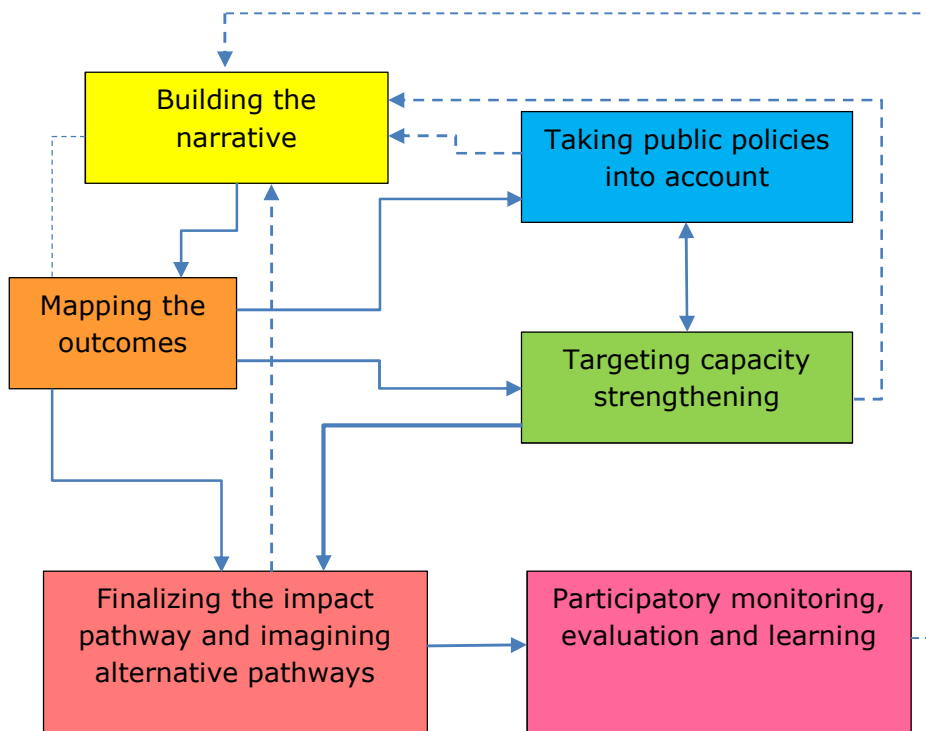 Building the
narrative
Taking public policies
into account
Mapping the
outcomes
Targeting capacity
strengthening
Finalizing the impact
pathway and imagining
alternative pathways
Participatory monitoring,
evaluation and learning